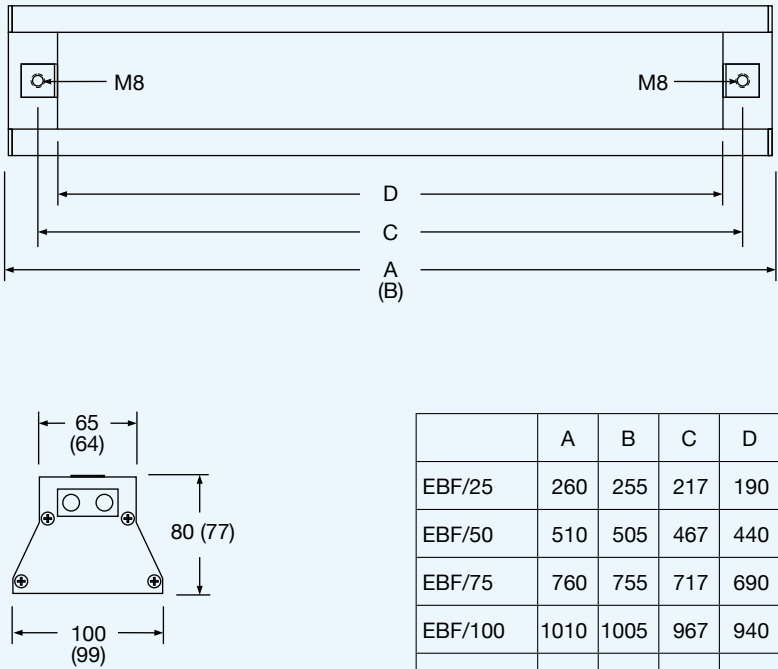 M8 M8
D
C
A
(B)
65
(64)
80 (77)
100
(99)
A B C D
EBF/25 260 255 217 190
EBF/50 510 505 467 440
EBF/75 760 755 717 690
EBF/100 1010 1005 967 940